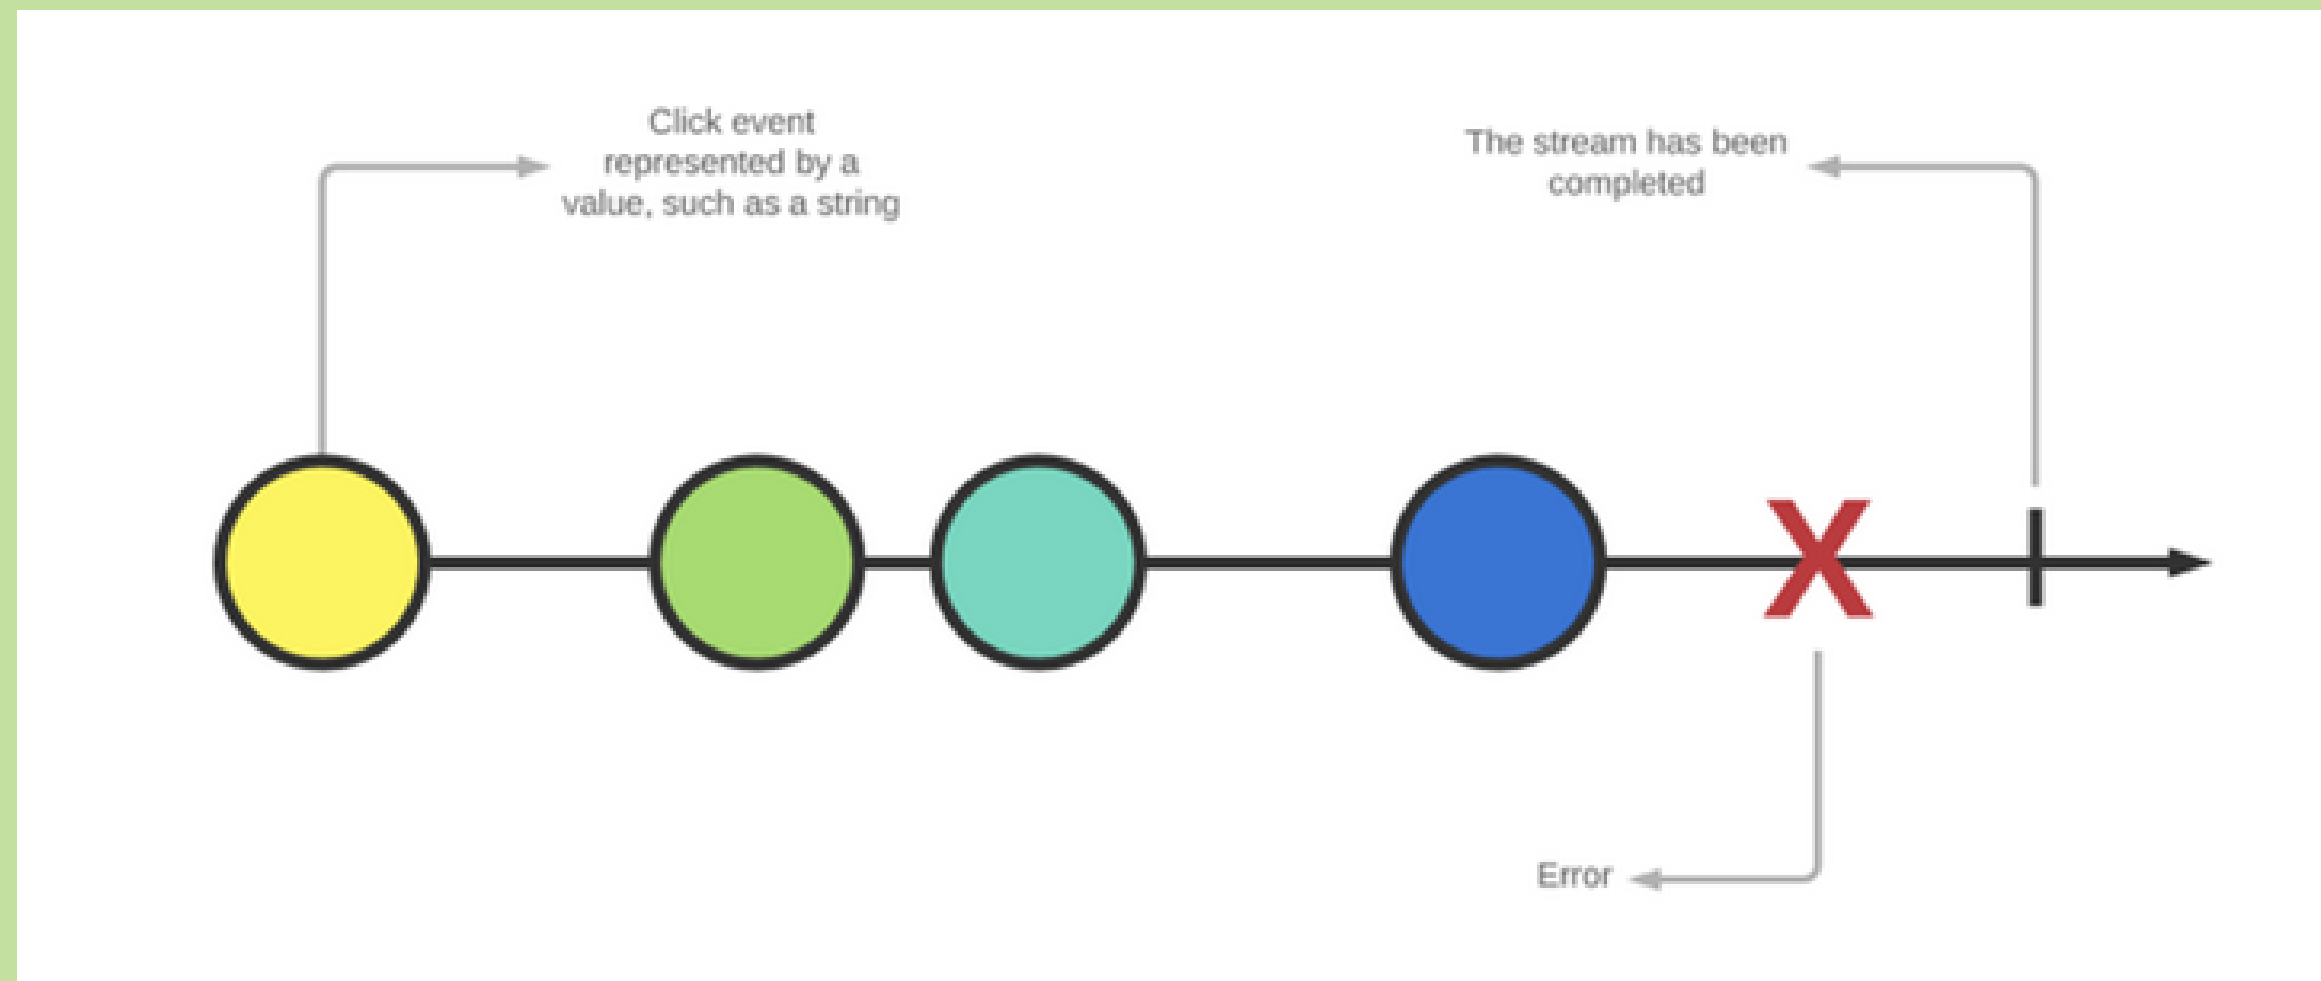 Click event
represented by a
value, such as a string
The stream has been
completed
X
Error